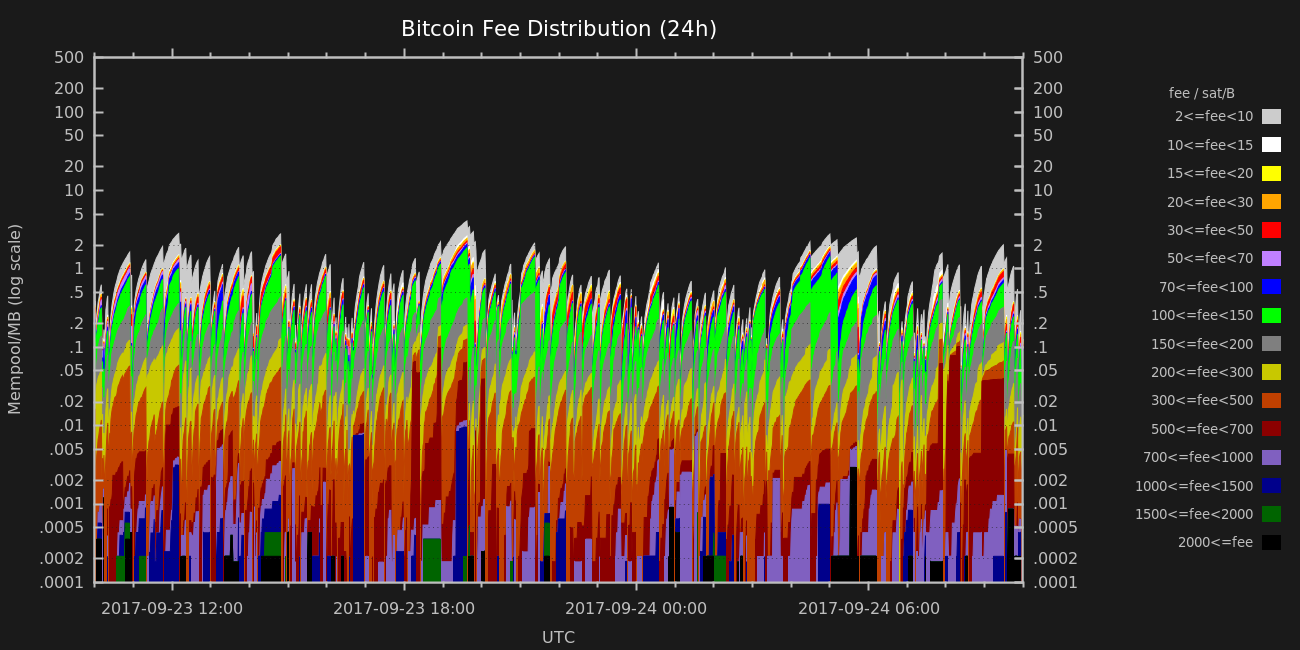 Bitcoin Fee Distribution (24h)
500
200
100
50
20
10
5
2
1
.5
.2
.1
.05
.02
.01
.005
.002
.001
.0005
.0002
.0001
Mempool/MB (log scale)
500
200
100
50
20
10
5
2
1
.5
.2
.1
.05
.02
.01
.005
.002
.001
.0005
.0002
.0001
2017-09-23 12:00 2017-09-23 18:00 2017-09-24 00:00 2017-09-24 06:00
UTC
fee / sat/B
2<=fee<10
10<=fee<15
15<=fee<20
20<=fee<30
30<=fee<50
50<=fee<70
70<=fee<100
100<=fee<150
150<=fee<200
200<=fee<300
300<=fee<500
500<=fee<700
700<=fee<1000
1000<=fee<1500
1500<=fee<2000
2000<=fee